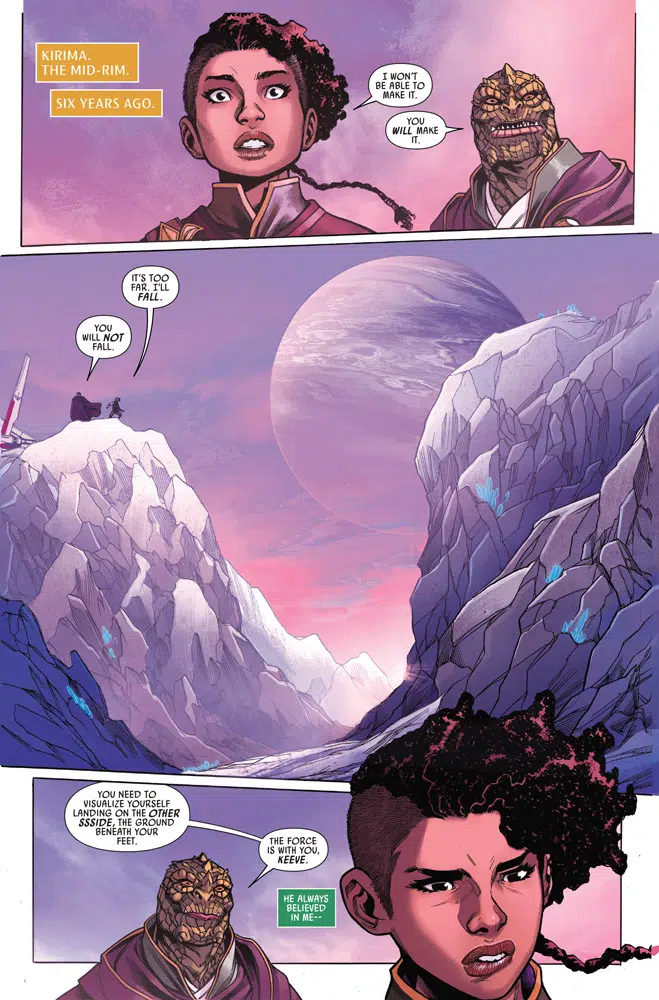 KIRIMA.
THE MID-RIM.
SIX YEARS AGO.
I WON'T
BE ABLE TO
MAKE IT.
YOU
WILL MAKE
IT.
IT'S TOO
FAR. I'LL
FALL.
YOU
WILL NOT
FALL.
YOU NEED TO
VISUALIZE YOURSELF
LANDING ON THE OTHER
SSSIDE, THE GROUND
BENEATH YOUR
FEET.
THE FORCE
IS WITH YOU,
KEEVE.
HE ALWAYS
BELIEVED
IN ME--